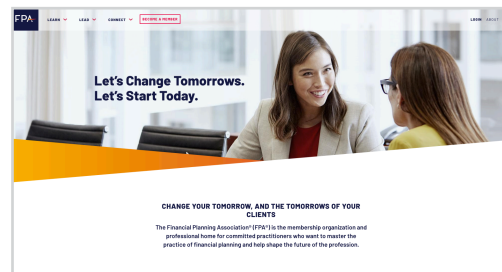 FPA
LEARN
LEAD
CONNECT
BECOME A MEMBER
LOGIN
ABOUT
Let's Change Tomorrows.
Let's Start Today.
CHANGE YOUR TOMORROW, AND THE TOMORROWS OF YOUR
CLIENTS
The Financial Planning Association® (FPA®) is the membership organization and
professional home for committed practitioners who want to master the
practice of financial planning and help shape the future of the profession.